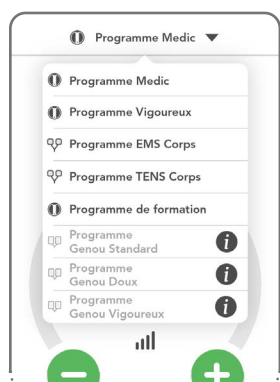 Programme Medic
Programme Medic
Programme Vigoureux
Programme EMS Corps
Programme TENS Corps
Programme de formation
Programme
Genou Standard
i
Programme
Genou Doux
i
Programme
Genou Vigoureux
i